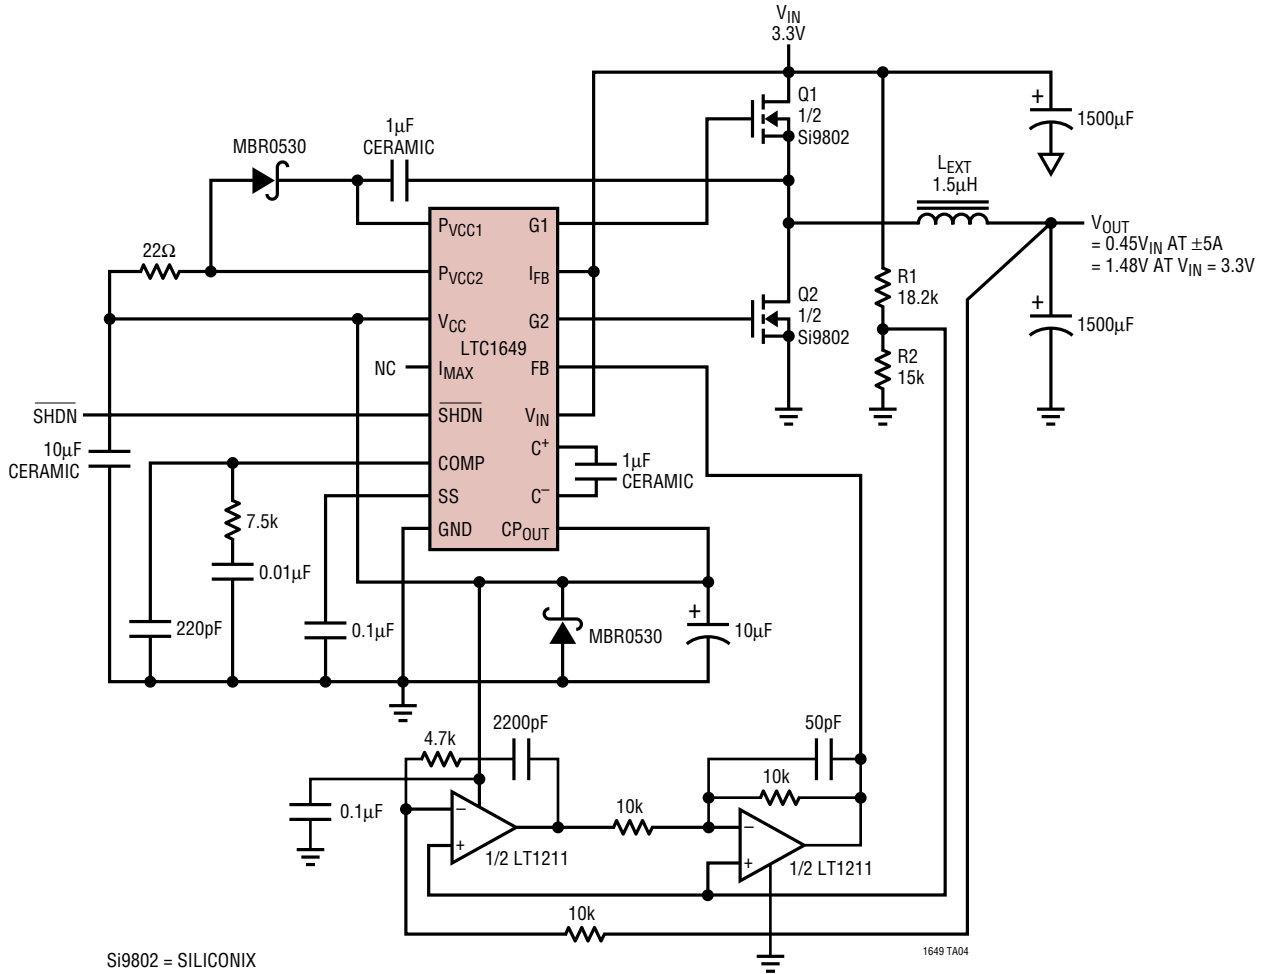 V_IN
3.3V
Q1
1/2
Si9802
+
1500µF
1µF
CERAMIC
MBR0530
L_EXT
1.5µH
P_VCC1
G1
V_OUT
= 0.45V_IN AT ±5A
= 1.48V AT V_IN = 3.3V
22Ω
P_VCC2
I_FB
R1
18.2k
Q2
1/2
Si9802
+
1500µF
V_CC
G2
LTC1649
NC
I_MAX
FB
R2
15k
SHDN
SHDN
V_IN
10µF
CERAMIC
C+
1µF
CERAMIC
COMP
SS
C–
7.5k
GND
CP_OUT
0.01µF
220pF
0.1µF
MBR0530
+
10µF
2200pF
50pF
4.7k
10k
0.1µF
10k
–
+
1/2 LT1211
–
+
1/2 LT1211
10k
1649 TA04
Si9802 = SILICONIX